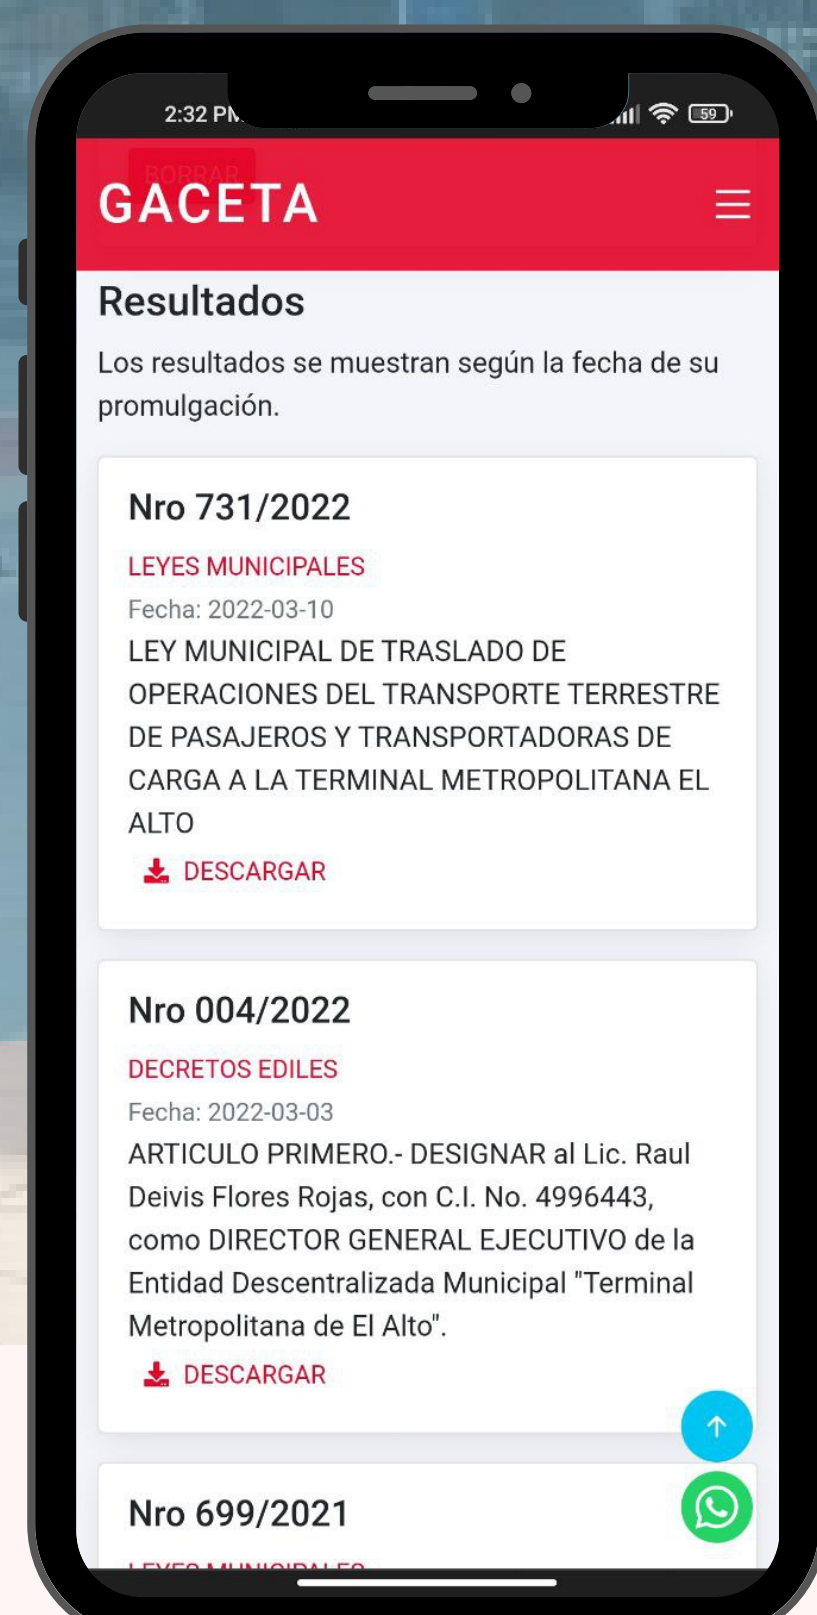 2:32 PM
59
BORRAR
GACETA
Resultados
Los resultados se muestran según la fecha de su
promulgación.
Nro 731/2022
LEYES MUNICIPALES
Fecha: 2022-03-10
LEY MUNICIPAL DE TRASLADO DE
OPERACIONES DEL TRANSPORTE TERRESTRE
DE PASAJEROS Y TRANSPORTADORAS DE
CARGA A LA TERMINAL METROPOLITANA EL
ALTO
DESCARGAR
Nro 004/2022
DECRETOS EDILES
Fecha: 2022-03-03
ARTICULO PRIMERO.- DESIGNAR al Lic. Raul
Deivis Flores Rojas, con C.I. No. 4996443,
como DIRECTOR GENERAL EJECUTIVO de la
Entidad Descentralizada Municipal "Terminal
Metropolitana de El Alto".
DESCARGAR
Nro 699/2021
LEYES MUNICIPALES